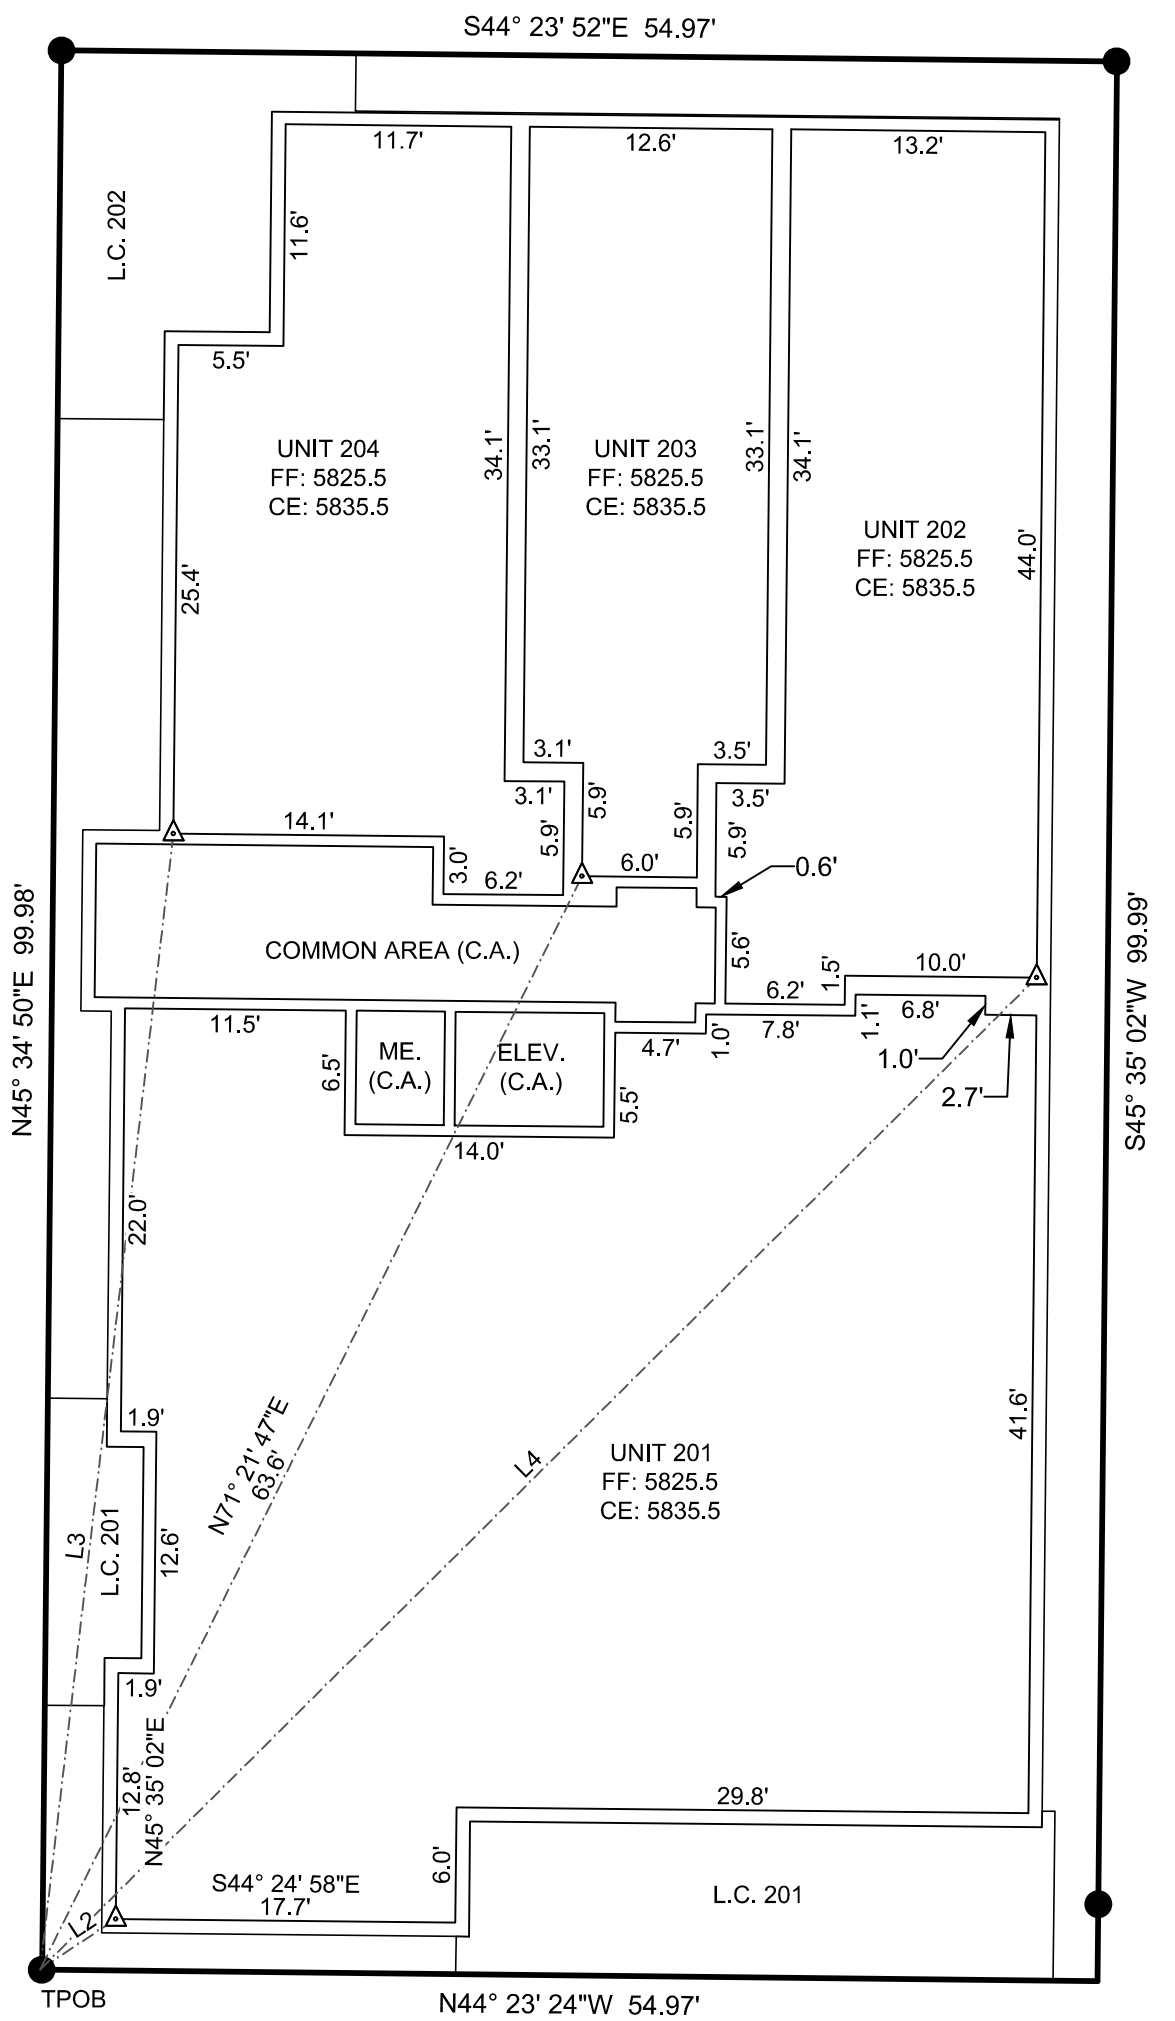 S44° 23' 52"E 54.97'
11.7'
12.6'
13.2'
L.C. 202
11.6'
5.5'
UNIT 204
FF: 5825.5
CE: 5835.5
34.1'
33.1'
UNIT 203
FF: 5825.5
CE: 5835.5
33.1'
34.1'
UNIT 202
FF: 5825.5
CE: 5835.5
44.0'
25.4'
3.1'
3.5'
3.1'
5.9'
5.9'
3.5'
14.1'
5.9'
5.9'
3.0'
6.2'
6.0'
0.6'
N45° 34' 50"E 99.98'
COMMON AREA (C.A.)
5.6'
1.5'
10.0'
S45° 35' 02"W 99.99'
6.2'
11.5'
7.8'
1.1'
6.8'
4.7'
1.0'
1.0'
2.7'
6.5'
ME.
(C.A.)
ELEV.
(C.A.)
5.5'
14.0'
22.0'
1.9'
N71° 21' 47"E
63.6'
L4
UNIT 201
FF: 5825.5
CE: 5835.5
41.6'
L3
L.C. 201
12.6'
1.9'
12.8'
N45° 35' 02"E
29.8'
6.0'
S44° 24' 58"E
17.7'
L.C. 201
L2
TPOB
N44° 23' 24"W 54.97'